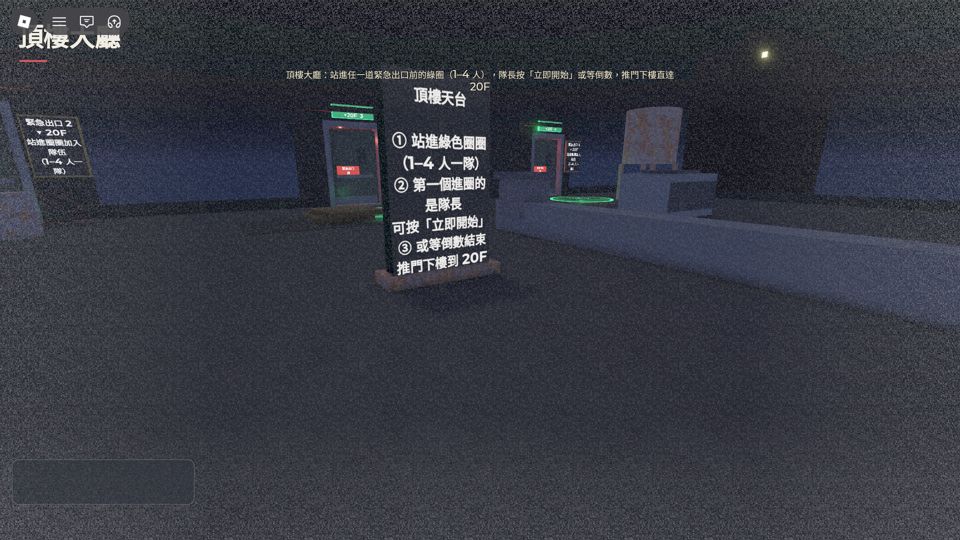 頂樓大廳
頂樓大廳：站進任一道緊急出口前的綠圈（1–4 人），隊長按「立即開始」或等倒數，推門下樓直達
20F
緊急出口 2
▼ 20F
站進圈圈加入
隊伍
（1–4 人一
隊）
頂樓天台
① 站進綠色圈圈
（1–4 人一隊）
② 第一個進圈的
是隊長
可按「立即開始」
③ 或等倒數結束
推門下樓到 20F